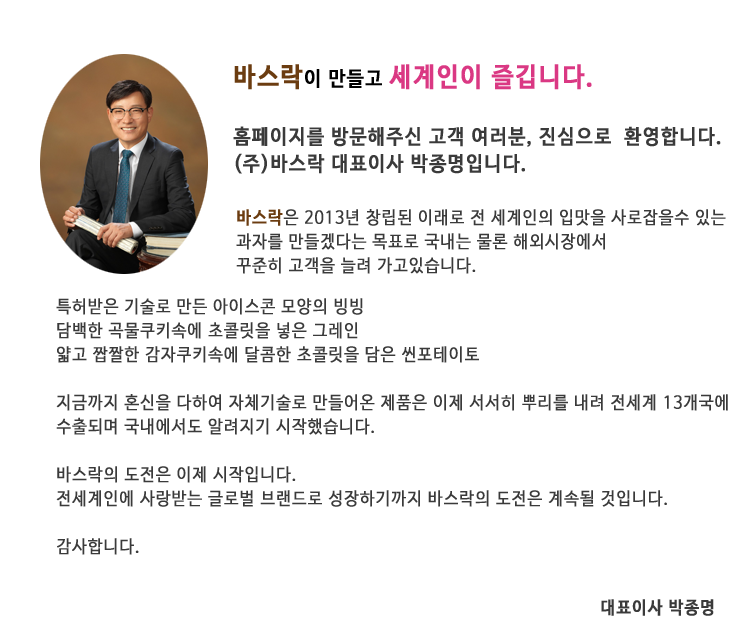 바스락이 만들고 세계인이 즐깁니다.
홈페이지를 방문해주신 고객 여러분, 진심으로 환영합니다.
(주)바스락 대표이사 박종명입니다.
바스락은 2013년 창립된 이래로 전 세계인의 입맛을 사로잡을수 있는
과자를 만들겠다는 목표로 국내는 물론 해외시장에서
꾸준히 고객을 늘려 가고있습니다.
특허받은 기술로 만든 아이스콘 모양의 빙빙
담백한 곡물쿠키속에 초콜릿을 넣은 그레인
얇고 짭짤한 감자쿠키속에 달콤한 초콜릿을 담은 씬포테이토
지금까지 혼신을 다하여 자체기술로 만들어온 제품은 이제 서서히 뿌리를 내려 전세계 13개국에
수출되며 국내에서도 알려지기 시작했습니다.
바스락의 도전은 이제 시작입니다.
전세계인에 사랑받는 글로벌 브랜드로 성장하기까지 바스락의 도전은 계속될 것입니다.
감사합니다.
대표이사 박종명